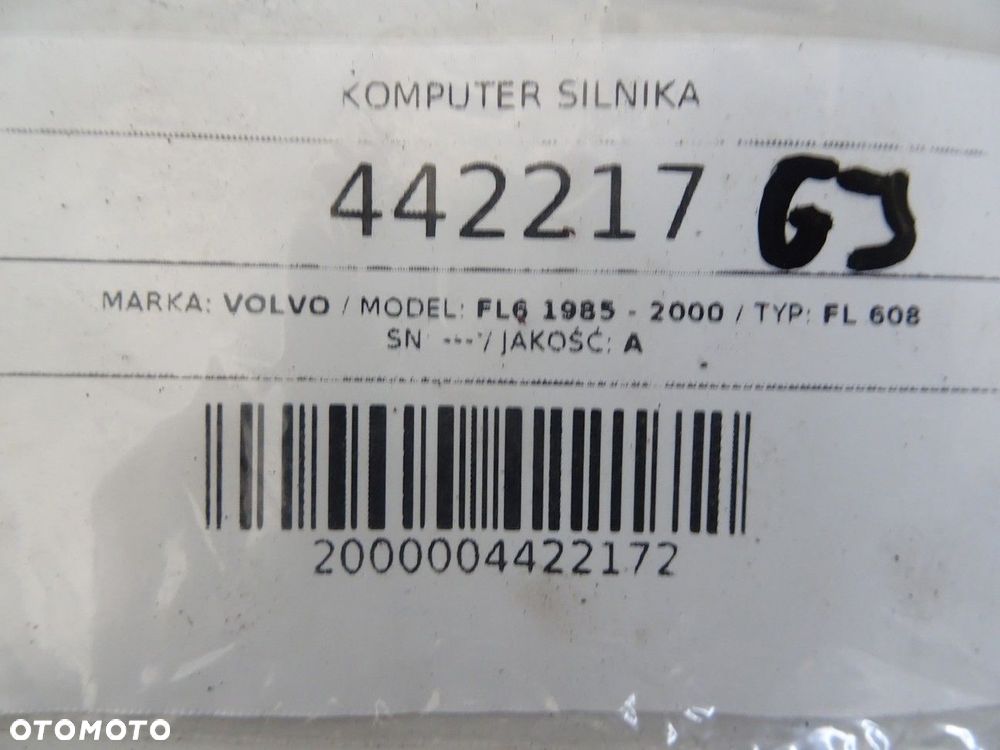 KOMPUTER SILNIKA
442217 GJ
MARKA: VOLVO / MODEL: FL6 1985 - 2000 / TYP: FL 608
SN: ---/ JAKOŚĆ: A
2000004422172
OTOMOTO